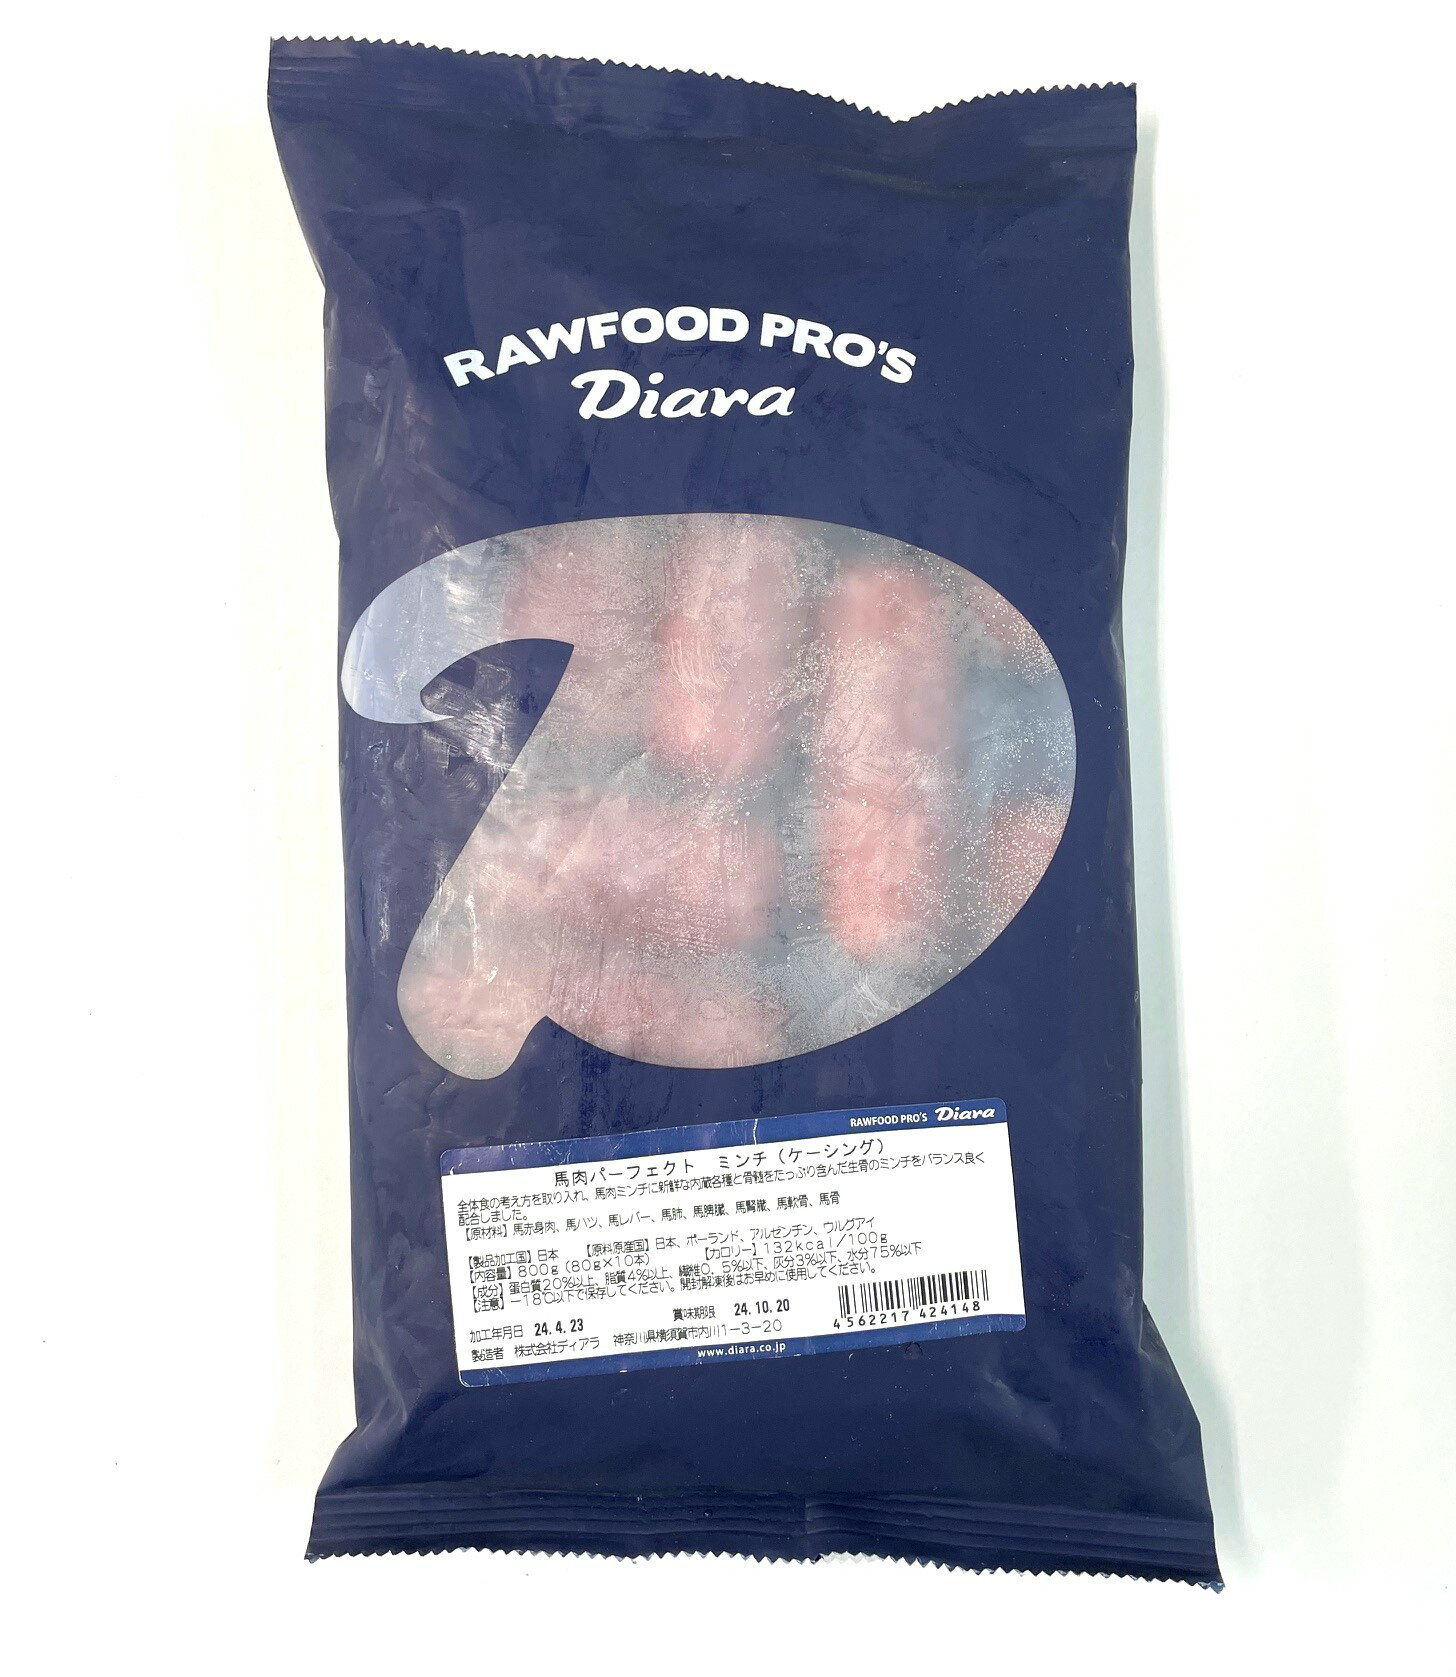 RAWFOOD PRO'S
Diara
RAWFOOD PRO'S Diara
馬肉パーフェクト ミンチ（ケーシング）
全体食の考え方を取り入れ、馬肉ミンチに新鮮な内蔵各種と骨髄をたっぷり含んだ生骨のミンチをバランス良く
配合しました。
【原材料】馬赤身肉、馬ハツ、馬レバー、馬肺、馬脾臓、馬腎臓、馬軟骨、馬骨
【製品加工国】日本 【原料原産国】日本、ポーランド、アルゼンチン、ウルグアイ
【内容量】800g（80g×10本） 【カロリー】132kcal/100g
【成分】蛋白質20%以上、脂質4%以上、繊維0.5%以下、灰分3%以下、水分75%以下
【注意】－18℃以下で保存してください。開封解凍後はお早めに使用してください。
加工年月日 24.4.23 賞味期限 24.10.20
4562217424148
製造者 株式会社ディアラ 神奈川県横須賀市内川1－3－20
www.diara.co.jp